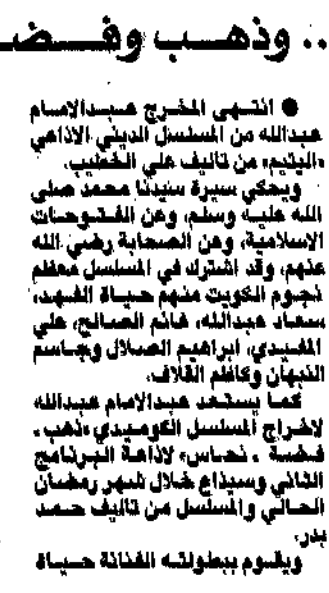 .. وذهب وفضـ
● انتهى المخرج عبدالامام
عبدالله من المسلسل الديني الاذاعي
«اليتيم» من تاليف علي الخطيب.
ويحكي سيرة سيدنا محمد صلى
الله عليه وسلم، وعن الفتوحات
الاسلامية، وعن الصحابة رضي الله
عنهم، وقد اشترك في المسلسل معظم
نجوم الكويت منهم حياة الفهد،
سعاد عبدالله، غانم الصالح، علي
المفيدي، ابراهيم الصلال وجاسم
النبهان وكاظم القلاف.
كما يستعد عبدالامام عبدالله
لاخراج المسلسل الكوميدي «ذهب ـ
فضة ـ نحاس» لاذاعة البرنامج
الثاني وسيذاع خلال شهر رمضان
الحالي والمسلسل من تاليف حمد
بدر.
ويقوم ببطولته الفنانة حياة